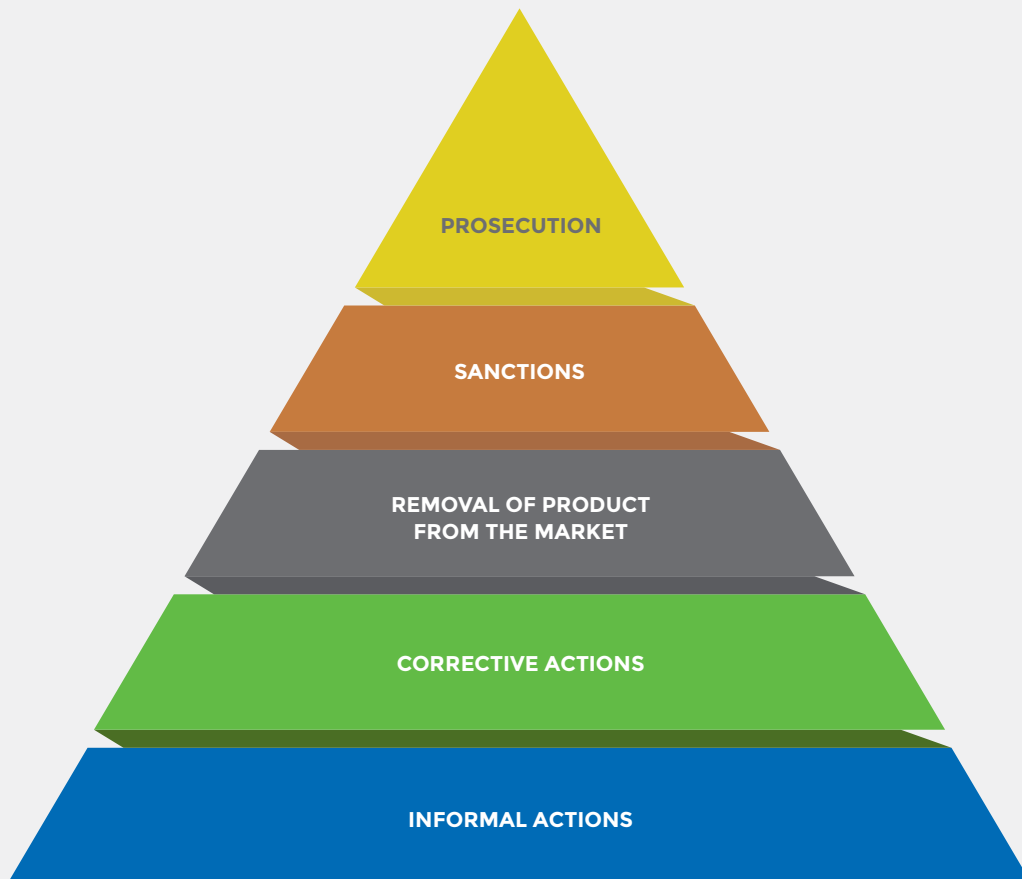 PROSECUTION
SANCTIONS
REMOVAL OF PRODUCT
FROM THE MARKET
CORRECTIVE ACTIONS
INFORMAL ACTIONS